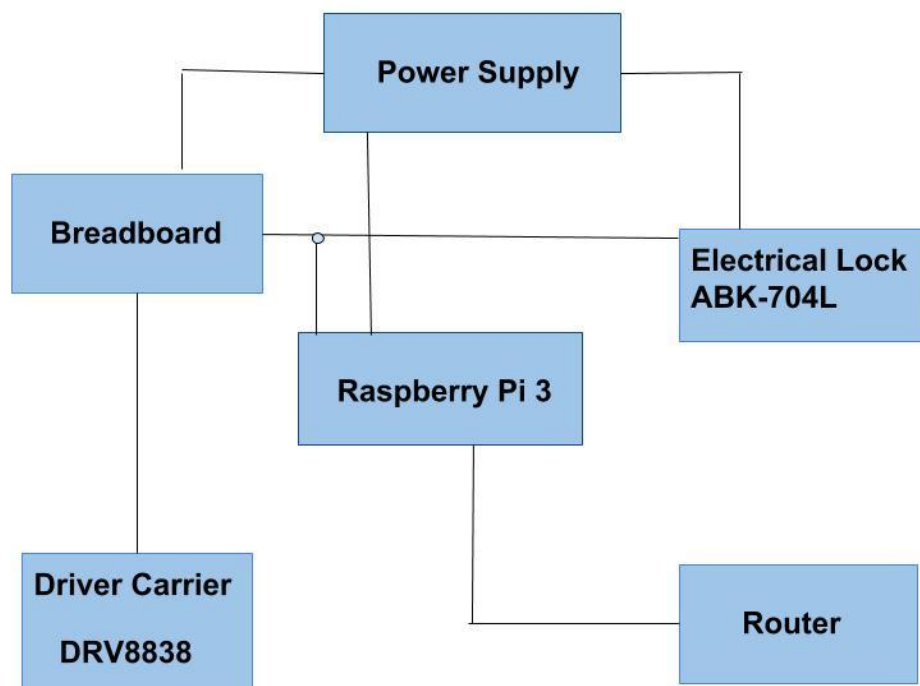 Power Supply
Breadboard
Electrical Lock
ABK-704L
Raspberry Pi 3
Driver Carrier
DRV8838
Router